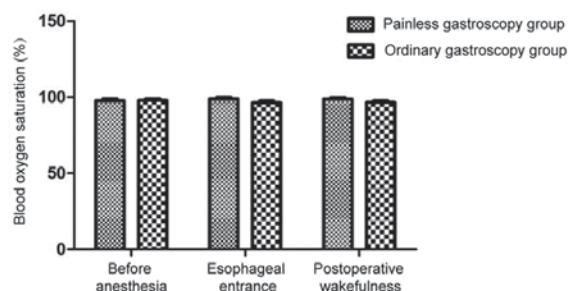 150
100
50
0
Blood oxygen saturation (%)
Painless gastroscopy group
Ordinary gastroscopy group
Before
anesthesia
Esophageal
entrance
Postoperative
wakefulness